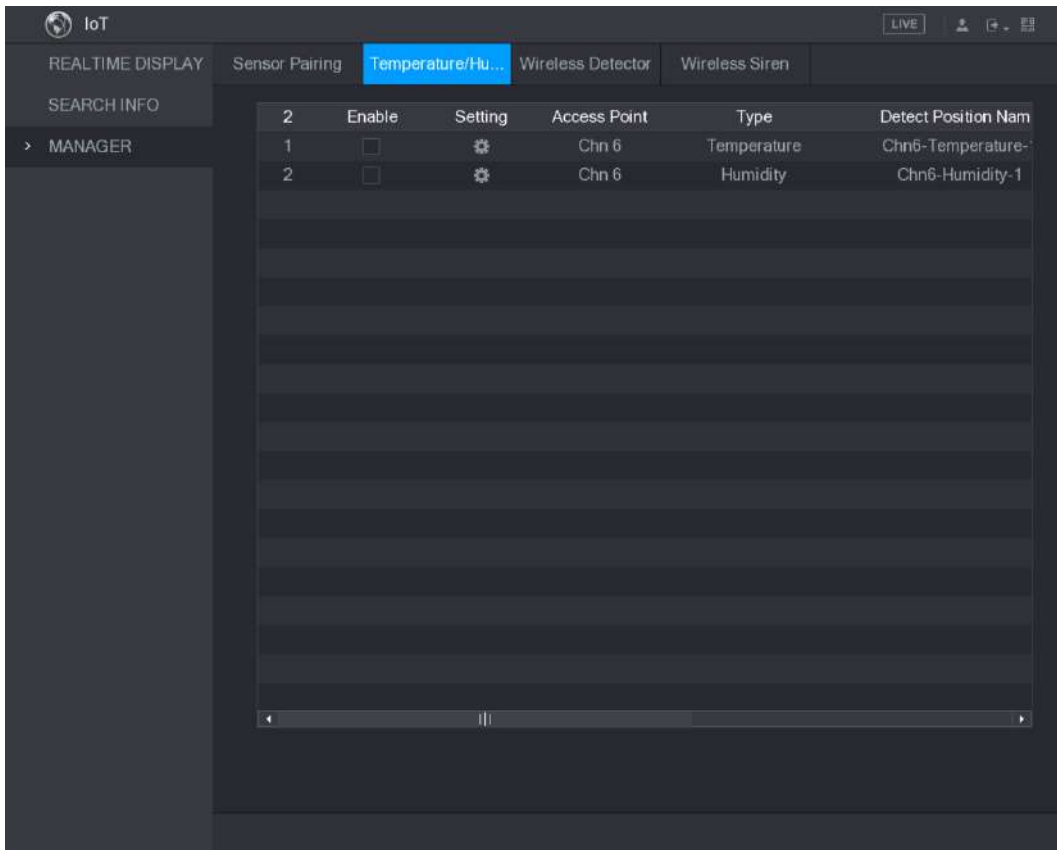 IoT LIVE
REALTIME DISPLAY
SEARCH INFO
> MANAGER
Sensor Pairing Temperature/Hu... Wireless Detector Wireless Siren
2 Enable Setting Access Point Type Detect Position Nam
1 Chn 6 Temperature Chn6-Temperature-
2 Chn 6 Humidity Chn6-Humidity-1